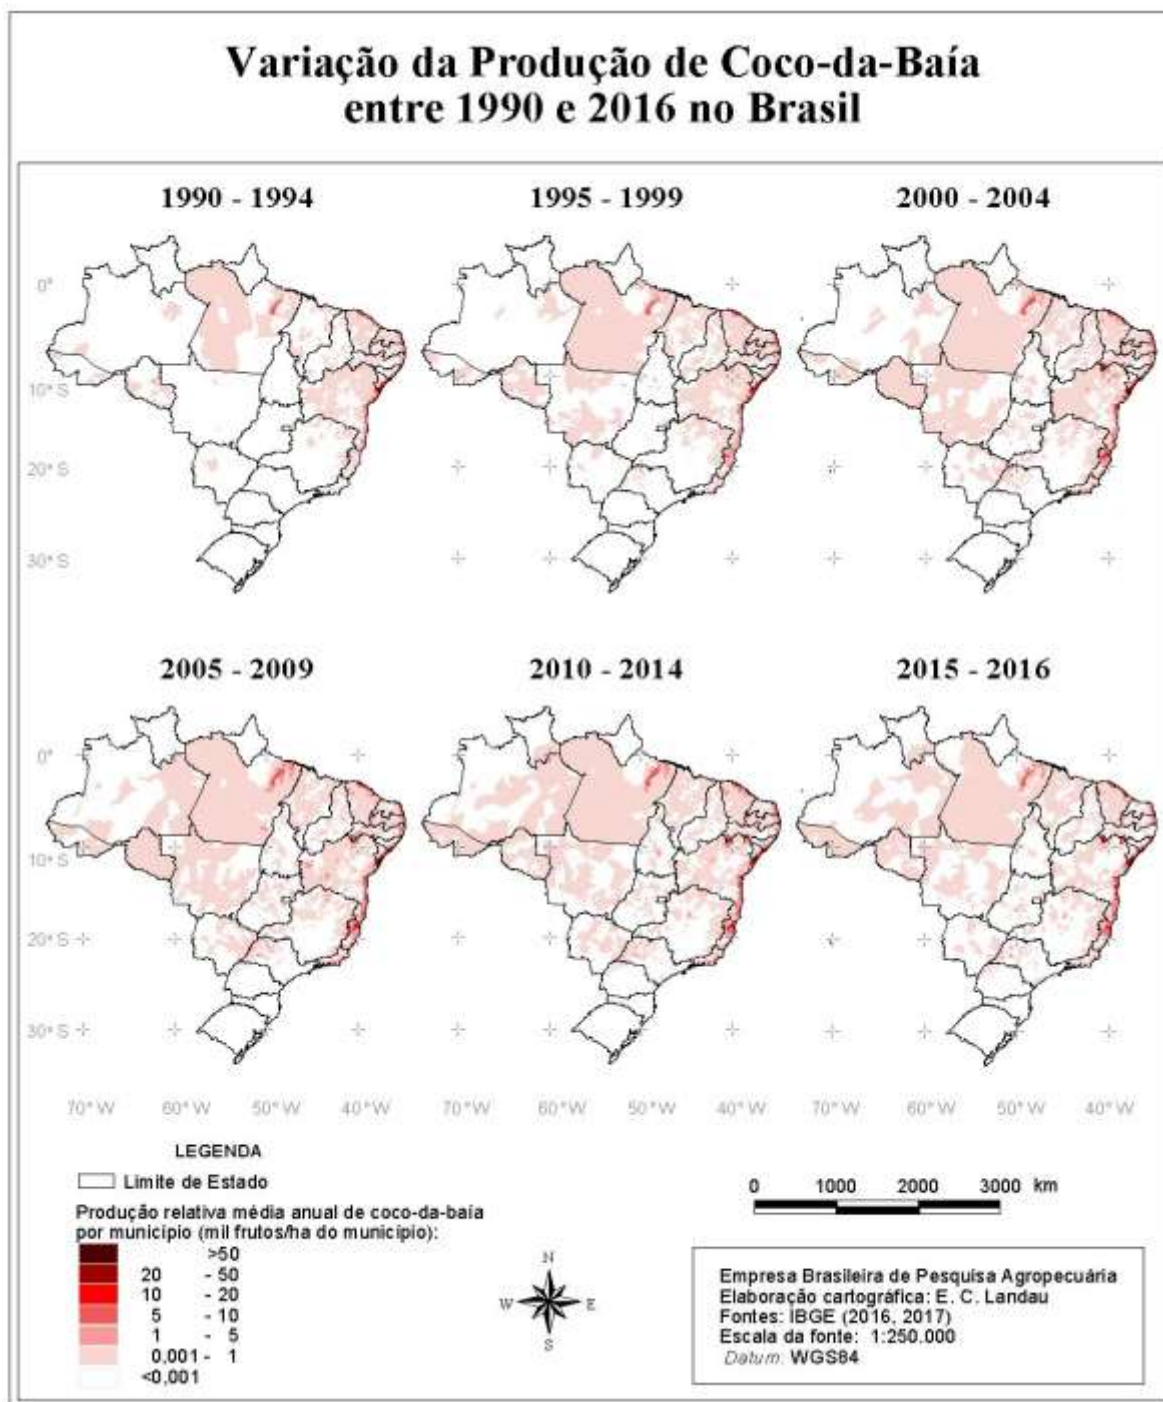 Variação da Produção de Coco-da-Baía
entre 1990 e 2016 no Brasil
1990 - 1994
1995 - 1999
2000 - 2004
0°
10° S
20° S
30° S
2005 - 2009
2010 - 2014
2015 - 2016
0°
10° S
20° S
30° S
70° W 60° W 50° W 40° W
70° W 60° W 50° W 40° W
70° W 60° W 50° W 40° W
LEGENDA
Limite de Estado
Produção relativa média anual de coco-da-baía
por município (mil frutos/ha do município):
>50
20 - 50
10 - 20
5 - 10
1 - 5
0,001 - 1
<0,001
N
W E
S
0 1000 2000 3000 km
Empresa Brasileira de Pesquisa Agropecuária
Elaboração cartográfica: E. C. Landau
Fontes: IBGE (2016, 2017)
Escala da fonte: 1:250.000
Datum: WGS84